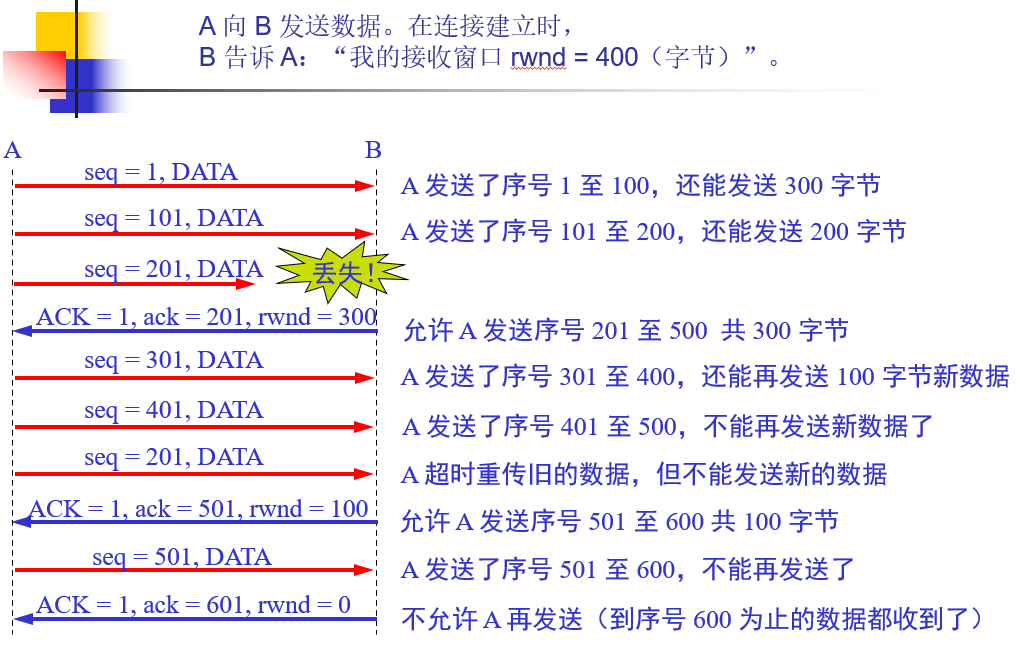 A 向 B 发送数据。在连接建立时，
B 告诉 A：“我的接收窗口 rwnd = 400（字节）”。
A B
seq = 1, DATA
A 发送了序号 1 至 100，还能发送 300 字节
seq = 101, DATA
A 发送了序号 101 至 200，还能发送 200 字节
seq = 201, DATA 丢失！
ACK = 1, ack = 201, rwnd = 300
允许 A 发送序号 201 至 500 共 300 字节
seq = 301, DATA
A 发送了序号 301 至 400，还能再发送 100 字节新数据
seq = 401, DATA
A 发送了序号 401 至 500，不能再发送新数据了
seq = 201, DATA
A 超时重传旧的数据，但不能发送新的数据
ACK = 1, ack = 501, rwnd = 100
允许 A 发送序号 501 至 600 共 100 字节
seq = 501, DATA
A 发送了序号 501 至 600，不能再发送了
ACK = 1, ack = 601, rwnd = 0
不允许 A 再发送（到序号 600 为止的数据都收到了）